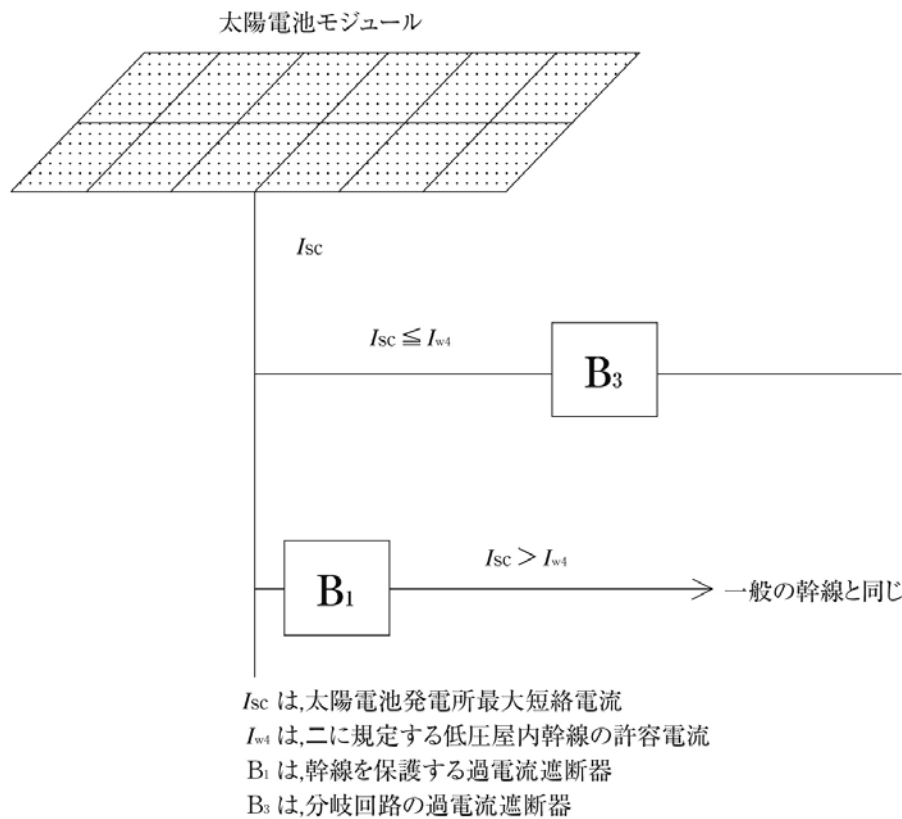 太陽電池モジュール
Isc
Isc ≦ Iw4
B3
Isc > Iw4
B1
一般の幹線と同じ
Isc は,太陽電池発電所最大短絡電流
Iw4 は,ニに規定する低圧屋内幹線の許容電流
B1 は,幹線を保護する過電流遮断器
B3 は,分岐回路の過電流遮断器